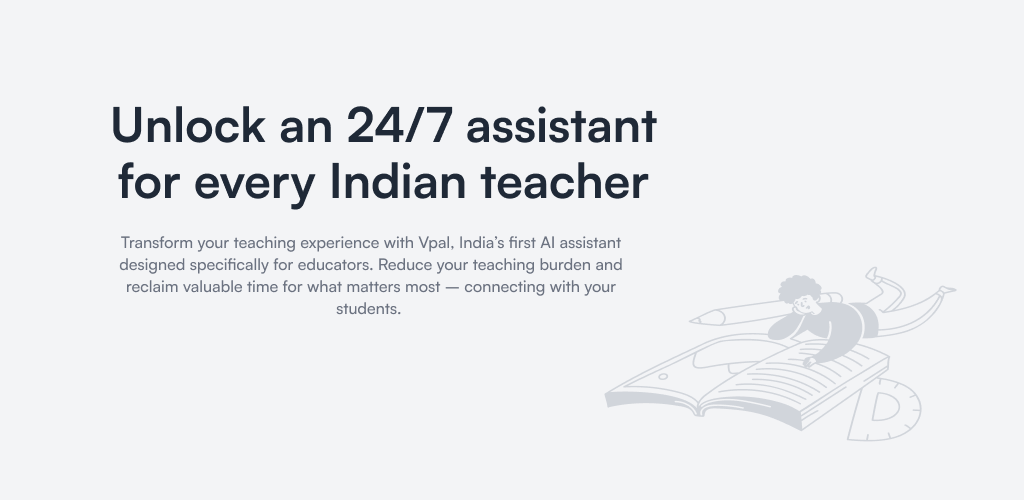 Unlock an 24/7 assistant
for every Indian teacher
Transform your teaching experience with Vpal, India’s first AI assistant
designed specifically for educators. Reduce your teaching burden and
reclaim valuable time for what matters most — connecting with your
students.